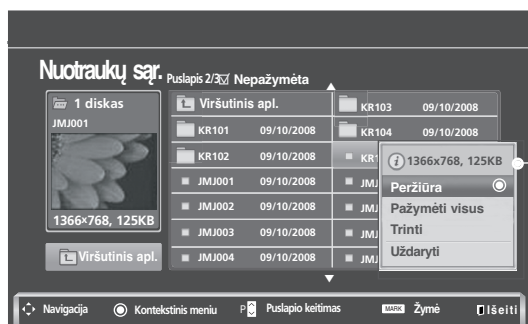 Nuotraukų sąr. Puslapis 2/3 Nepažymėta
1 diskas
JMJ001
1366x768, 125KB
Viršutinis apl.
Viršutinis apl.
KR101 09/10/2008
KR102 09/10/2008
JMJ001 09/10/2008
JMJ002 09/10/2008
JMJ003 09/10/2008
JMJ004 09/10/2008
KR103 09/10/2008
KR104 09/10/2008
1366x768, 125KB
Peržiūra
Pažymėti visus
Trinti
Uždaryti
Navigacija Kontekstinis meniu P Puslapio keitimas MARK Žymė Išeiti